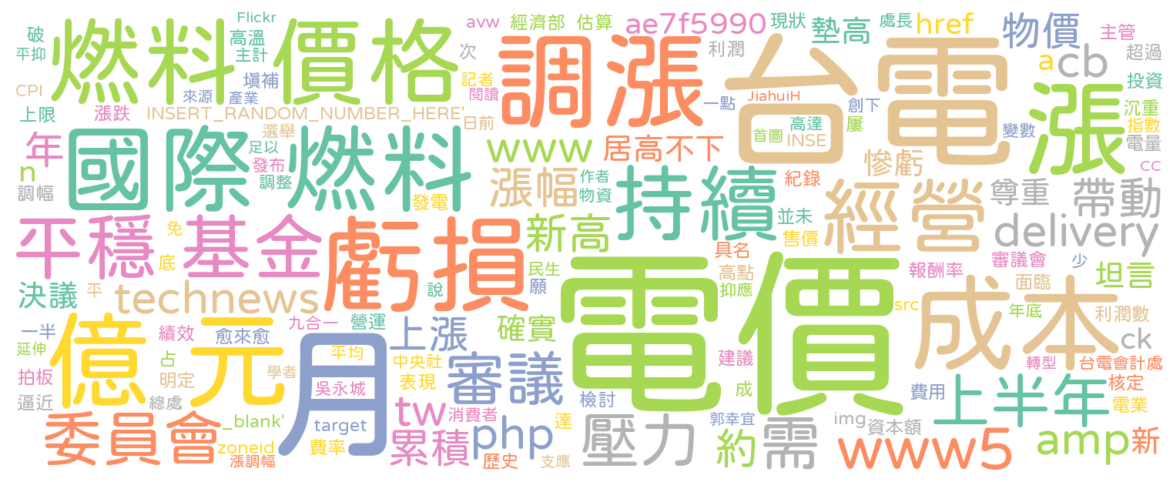 破 Flickr avw 經濟部 估算 ae7f5990 現狀 墊高 處長 href 物價 主管
平抑 高溫 主計 燃料價格 次 調漲 利潤 台電 a cb 超過
CPI 填補 來源 產業 記者 閱讀 JiahuiH 一點 創下 屢 漲 投資
上限 漲跌 INSERT_RANDOM_NUMBER_HERE' 日前 首圖 高達 INSE 變數 沉重 指數
年 選舉 足以 www 居高不下 慘虧 電量
n 國際燃料 發布 調整 漲幅 作者 物資 持續 紀錄 經營 尊重 帶動 cc
調幅 發電 新高 並未 delivery
平穩基金 免 虧損 售價 審議會 少
底 民生 具名 高點 抑應 報酬率 面臨 坦言
決議 平 technews 說 願 電價 src 成本 年底
一半 績效 愈來愈 九合一 營運 上漲 確實 利潤數 ck
延伸 億元 占 月 平均 中央社 審議 建議 轉型 台電會計處
拍板 明定 學者 吳永城 表現 成 檢討 費用 上半年 核定
逼近 總處 _blank' target tw 消費者 達 郭幸宜 img 資本額 電業
委員會 zoneid 費率 累積 php 壓力 約 需 www5 amp 新
漲調幅 歷史 支應